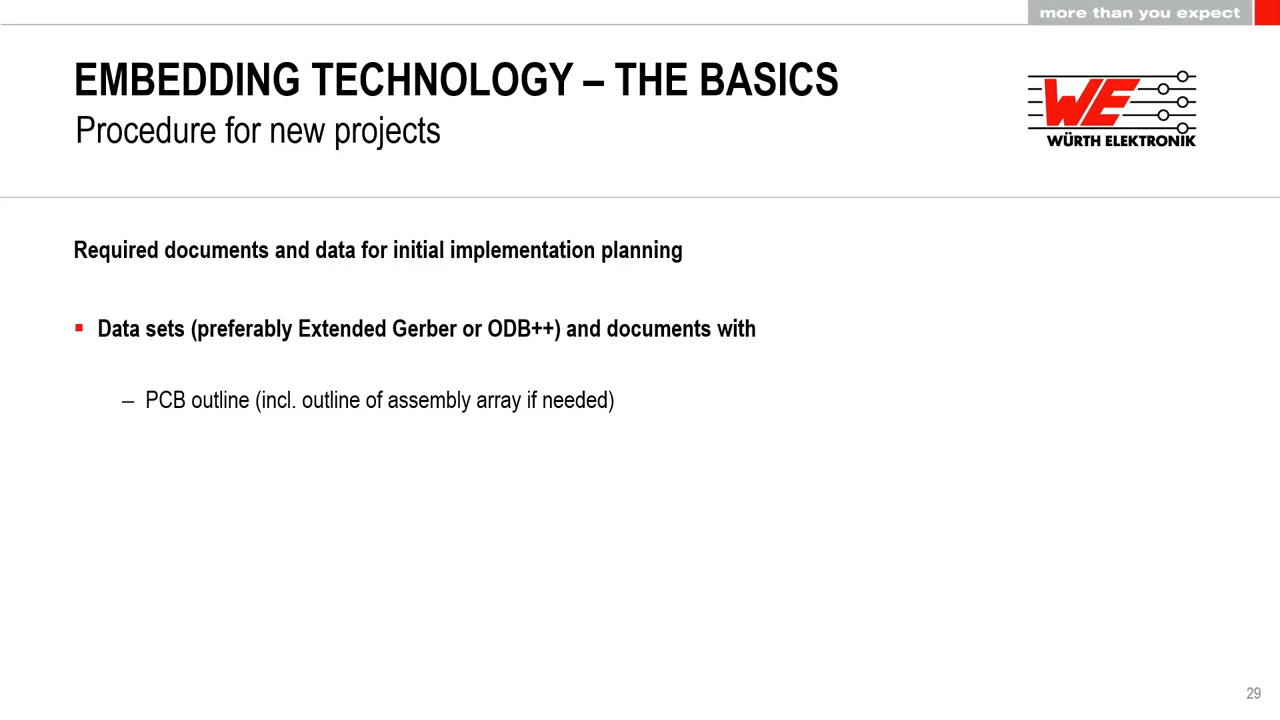 more than you expect
EMBEDDING TECHNOLOGY – THE BASICS
Procedure for new projects
WE
WÜRTH ELEKTRONIK
Required documents and data for initial implementation planning
▪ Data sets (preferably Extended Gerber or ODB++) and documents with
– PCB outline (incl. outline of assembly array if needed)
29